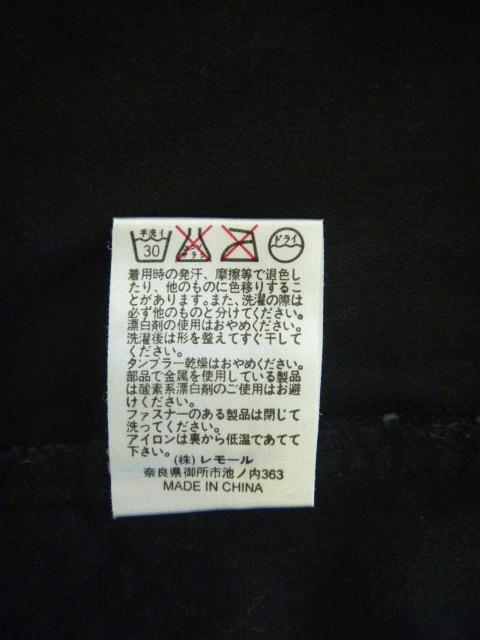 手洗イ ドライ
30
エンソ サラシ
着用時の発汗、摩擦等で退色し
たり、他のものに色移りするこ
とがあります。また、洗濯の際は
必ず他のものと分けてください。
漂白剤の使用はおやめください。
洗濯後は形を整えてすぐ干して
ください。
タンブラー乾燥はおやめください。
部品で金属を使用している製品
は酸素系漂白剤のご使用はお避
けください。
ファスナーのある製品は閉じて
洗ってください。
アイロンは裏から低温であてて
下さい。
(株)レモール
奈良県御所市池ノ内363
MADE IN CHINA